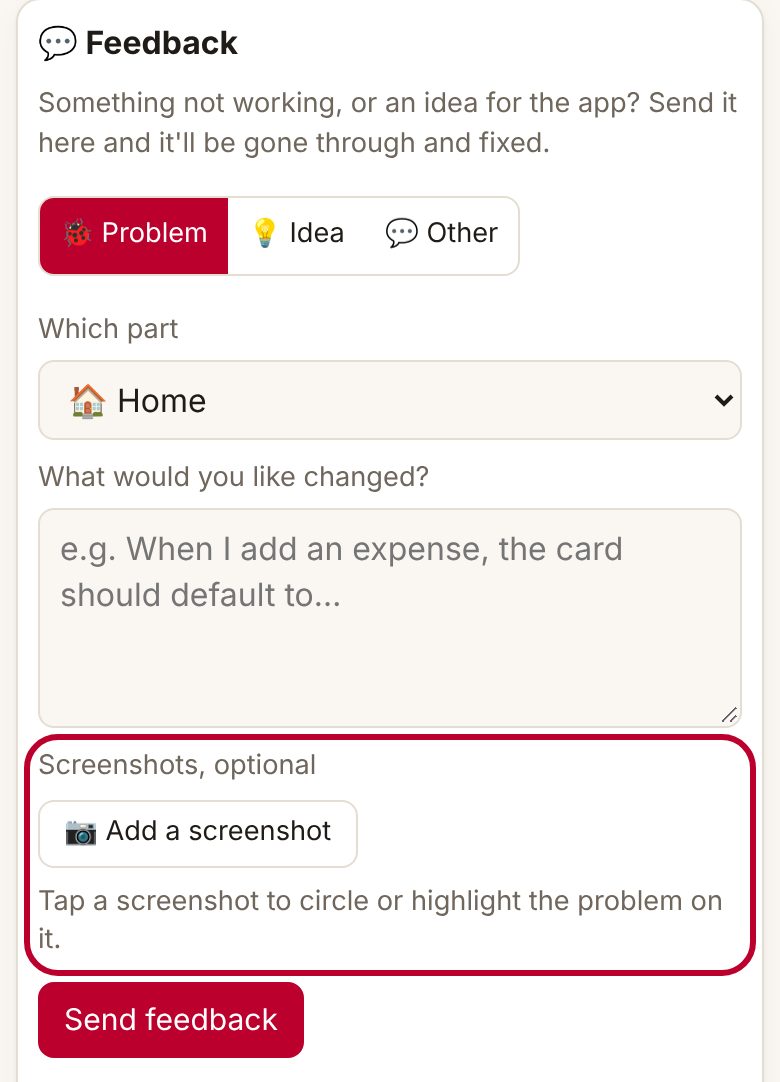 💬 Feedback
Something not working, or an idea for the app? Send it
here and it'll be gone through and fixed.
🐞 Problem 💡 Idea 💬 Other
Which part
🏠 Home
What would you like changed?
e.g. When I add an expense, the card
should default to...
Screenshots, optional
📷 Add a screenshot
Tap a screenshot to circle or highlight the problem on
it.
Send feedback